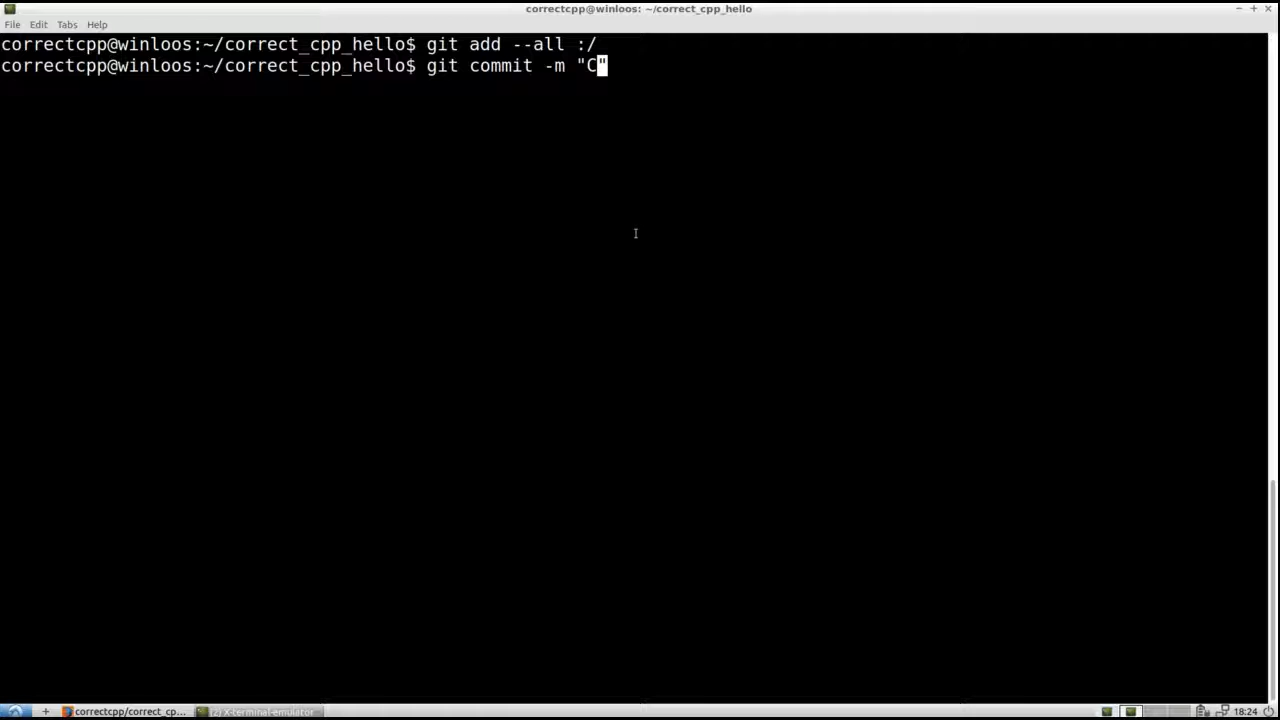 correctcpp@winloos: ~/correct_cpp_hello
File Edit Tabs Help
correctcpp@winloos:~/correct_cpp_hello$ git add --all :/
correctcpp@winloos:~/correct_cpp_hello$ git commit -m "C"
correctcpp/correct_cp... (2) x-terminal-emulator 18:24